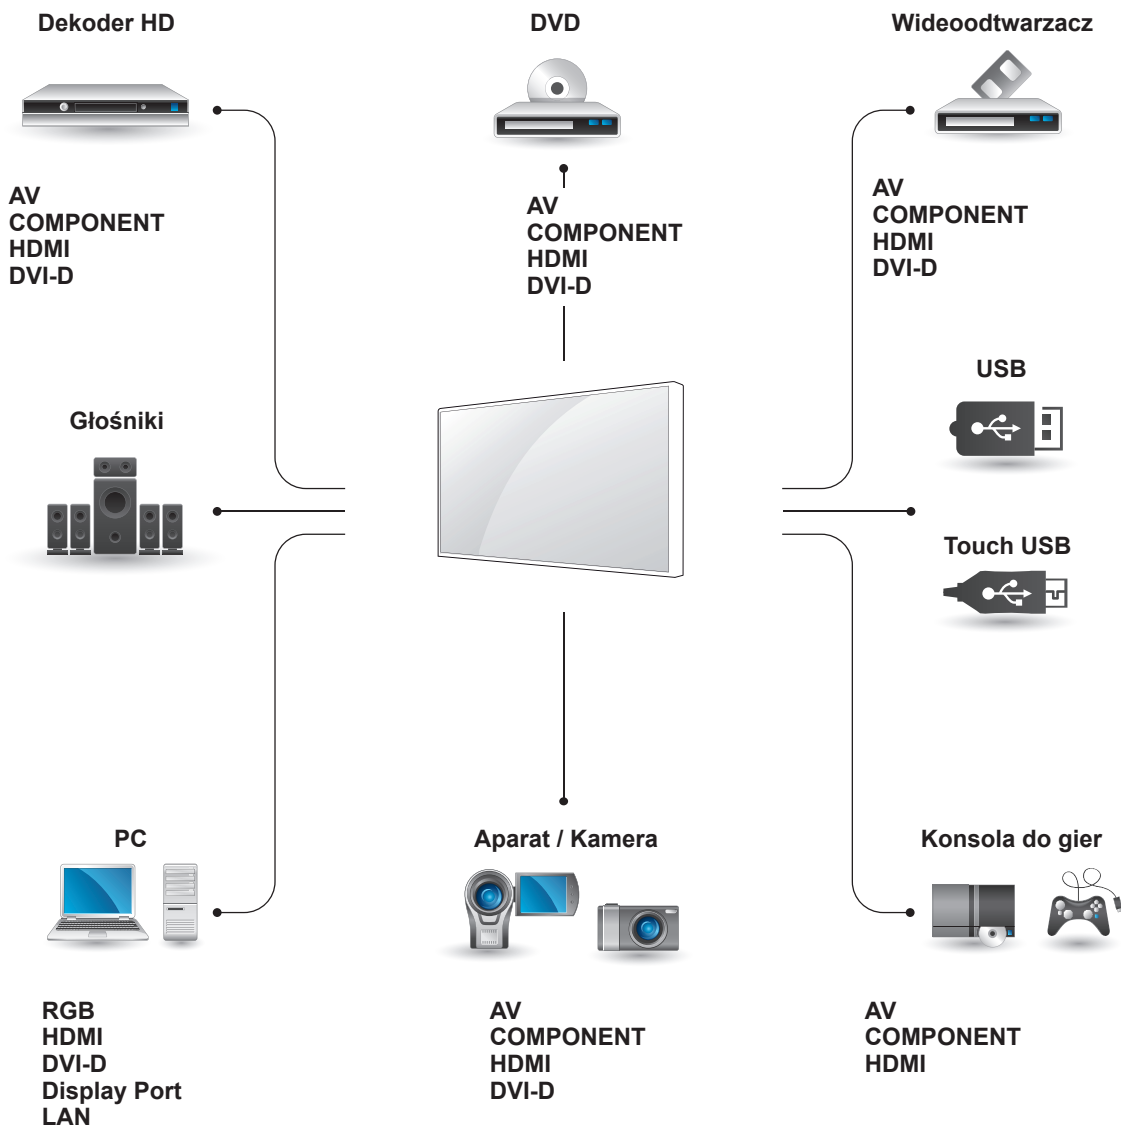 Dekoder HD
AV
COMPONENT
HDMI
DVI-D
DVD
AV
COMPONENT
HDMI
DVI-D
Wideoodtwarzacz
AV
COMPONENT
HDMI
DVI-D
Głośniki
USB
Touch USB
PC
RGB
HDMI
DVI-D
Display Port
LAN
Aparat / Kamera
AV
COMPONENT
HDMI
DVI-D
Konsola do gier
AV
COMPONENT
HDMI